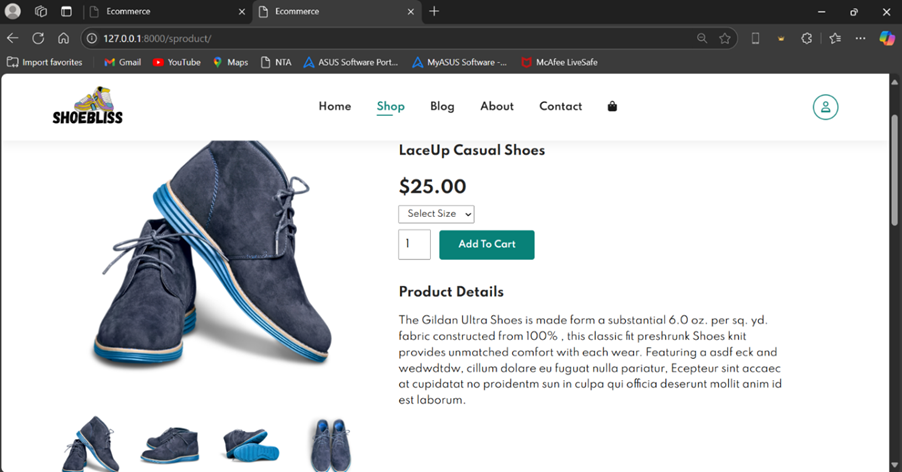 Ecommerce
Ecommerce
127.0.0.1:8000/sproduct/
Import favorites
Gmail
YouTube
Maps
NTA
ASUS Software Port...
MyASUS Software -...
McAfee LiveSafe
SHOEBLISS
Home
Shop
Blog
About
Contact
LaceUp Casual Shoes
$25.00
Select Size
1
Add To Cart
Product Details
The Gildan Ultra Shoes is made form a substantial 6.0 oz. per sq. yd.
fabric constructed from 100% , this classic fit preshrunk Shoes knit
provides unmatched comfort with each wear. Featuring a asdf eck and
wedwdtdw, cillum dolare eu fuguat nulla pariatur, Ecepteur sint accaec
at cupidatat no proidentm sun in culpa qui officia deserunt mollit anim id
est laborum.